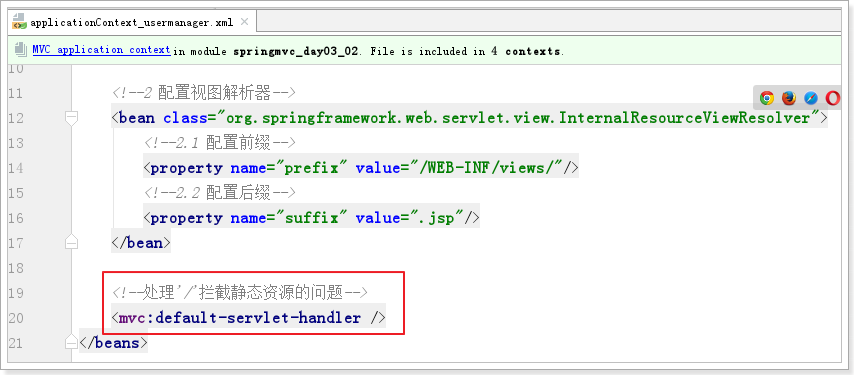 applicationContext_usermanager.xml
MVC application context in module springmvc_day03_02. File is included in 4 contexts.
10
11 <!--2 配置视图解析器-->
12 <bean class="org.springframework.web.servlet.view.InternalResourceViewResolver">
13 <!--2.1 配置前缀-->
14 <property name="prefix" value="/WEB-INF/views/"/>
15 <!--2.2 配置后缀-->
16 <property name="suffix" value=".jsp"/>
17 </bean>
18
19 <!--处理'/'拦截静态资源的问题-->
20 <mvc:default-servlet-handler />
21 </beans>